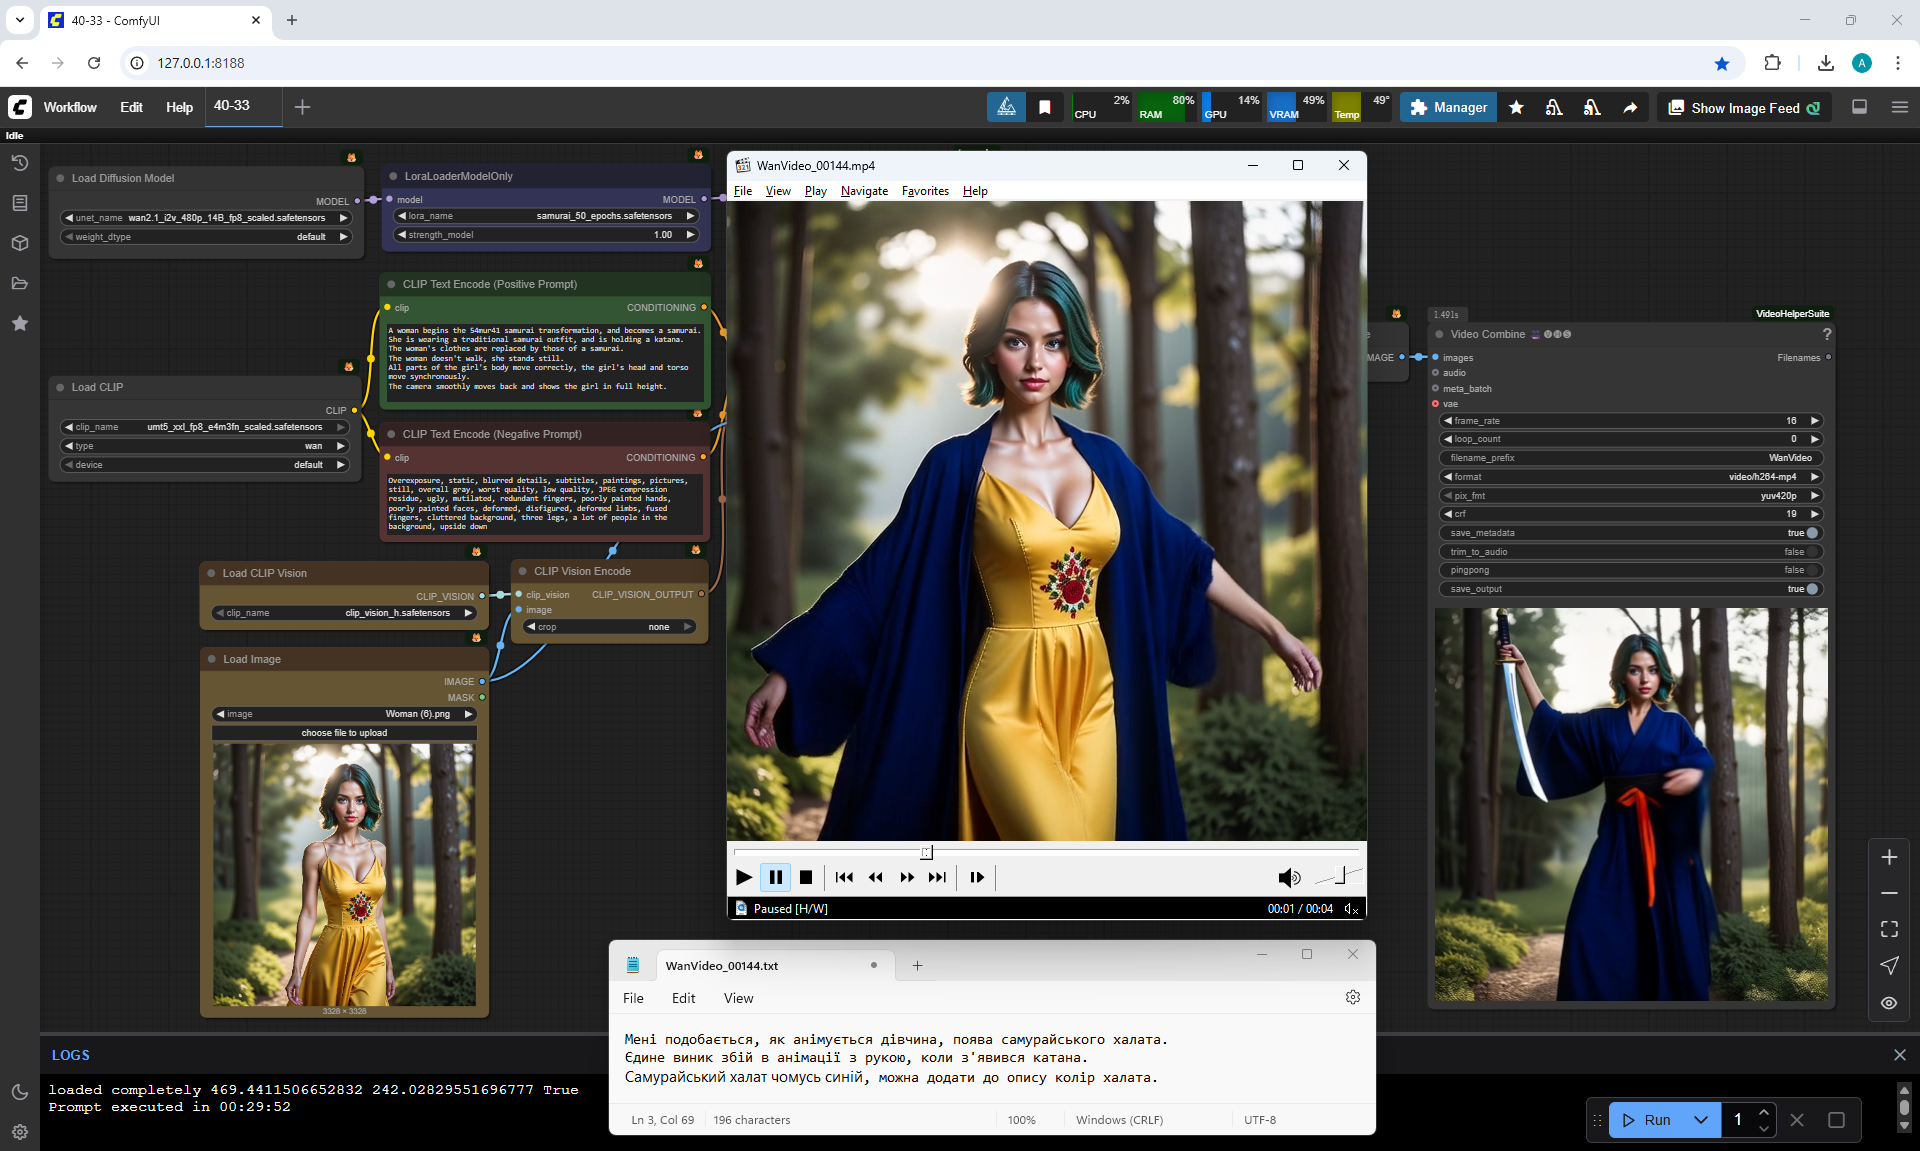 40-33 - ComfyUI
127.0.0.1:8188
Workflow Edit Help 40-33
CPU 2% RAM 80% GPU 14% VRAM 49% Temp 49°
Manager
Show Image Feed
Idle
Load Diffusion Model
MODEL
unet_name wan2.1_i2v_480p_14B_fp8_scaled.safetensors
weight_dtype default
LoraLoaderModelOnly
model MODEL
lora_name samurai_50_epochs.safetensors
strength_model 1.00
CLIP Text Encode (Positive Prompt)
clip CONDITIONING
A woman begins the 54mur41 samurai transformation, and becomes a samurai.
She is wearing a traditional samurai outfit, and is holding a katana.
The woman's clothes are replaced by those of a samurai.
The woman doesn't walk, she stands still.
All parts of the girl's body move correctly, the girl's head and torso
move synchronously.
The camera smoothly moves back and shows the girl in full height.
Load CLIP
CLIP
clip_name umt5_xxl_fp8_e4m3fn_scaled.safetensors
type wan
device default
CLIP Text Encode (Negative Prompt)
clip CONDITIONING
Overexposure, static, blurred details, subtitles, paintings, pictures,
still, overall gray, worst quality, low quality, JPEG compression
residue, ugly, mutilated, redundant fingers, poorly painted hands,
poorly painted faces, deformed, disfigured, deformed limbs, fused
fingers, cluttered background, three legs, a lot of people in the
background, upside down
Load CLIP Vision
CLIP_VISION
clip_name clip_vision_h.safetensors
CLIP Vision Encode
clip_vision CLIP_VISION_OUTPUT
image
crop none
Load Image
IMAGE
MASK
image Woman (6).png
choose file to upload
3328 × 3328
WanVideo_00144.mp4
File View Play Navigate Favorites Help
Paused [H/W]
00:01 / 00:04
MAGE
1.491s
VideoHelperSuite
Video Combine VHS ?
images Filenames
audio
meta_batch
vae
frame_rate 16
loop_count 0
filename_prefix WanVideo
format video/h264-mp4
pix_fmt yuv420p
crf 19
save_metadata true
trim_to_audio false
pingpong false
save_output true
WanVideo_00144.txt
File Edit View
Мені подобається, як анімується дівчина, поява самурайського халата.
Єдине виник збій в анімації з рукою, коли з'явився катана.
Самурайський халат чомусь синій, можна додати до опису колір халата.
Ln 3, Col 69 196 characters 100% Windows (CRLF) UTF-8
LOGS
loaded completely 469.4411506652832 242.02829551696777 True
Prompt executed in 00:29:52
Run 1
A